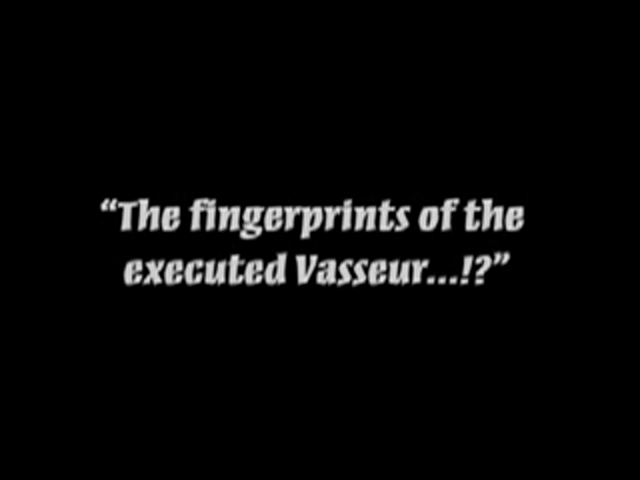 “The fingerprints of the
executed Vasseur...!?”